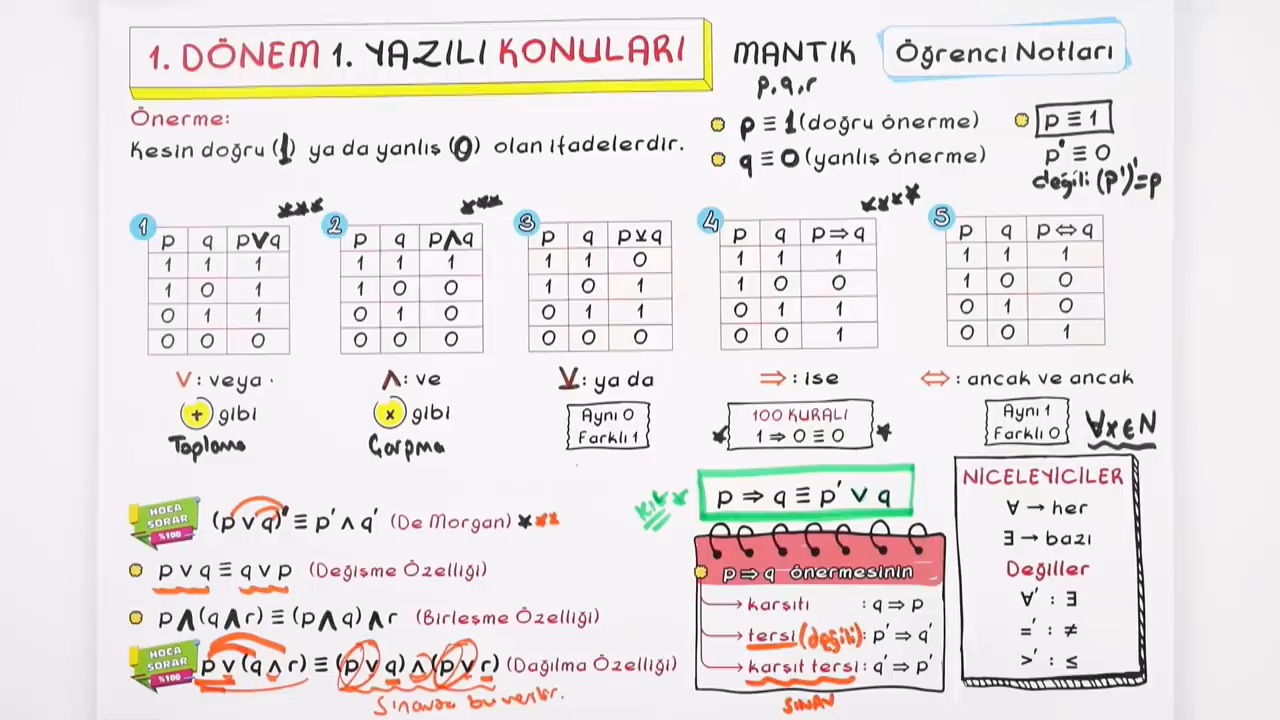 1. DÖNEM 1. YAZILI KONULARI
MANTIK
p,q,r
Öğrenci Notları
Önerme:
Kesin doğru (1) ya da yanlış (0) olan ifadelerdir.
p ≡ 1 (doğru önerme)
q ≡ 0 (yanlış önerme)
p ≡ 1
p' ≡ 0
değili (p')'=p
1
p q p∨q
1 1 1
1 0 1
0 1 1
0 0 0
∨: veya
+ gibi
Toplama
2
p q p∧q
1 1 1
1 0 0
0 1 0
0 0 0
∧: ve
x gibi
Çarpma
3
p q p⊻q
1 1 0
1 0 1
0 1 1
0 0 0
⊻: ya da
Aynı 0
Farklı 1
4
p q p⇒q
1 1 1
1 0 0
0 1 1
0 0 1
⇒: ise
100 KURALI
1 ⇒ 0 ≡ 0
5
p q p⇔q
1 1 1
1 0 0
0 1 0
0 0 1
⇔: ancak ve ancak
Aynı 1
Farklı 0
∀x∈N
HOCA SORAR %100
(p ∨ q)' ≡ p' ∧ q' (De Morgan)
p ∨ q ≡ q ∨ p (Değişme Özelliği)
p ∧ (q ∧ r) ≡ (p ∧ q) ∧ r (Birleşme Özelliği)
HOCA SORAR %100
p ∨ (q ∧ r) ≡ (p ∨ q) ∧ (p ∨ r) (Dağılma Özelliği)
Sınavda bu verilir.
p ⇒ q ≡ p' ∨ q
p ⇒ q önermesinin
karşıtı : q ⇒ p
tersi (değili): p' ⇒ q'
karşıt tersi: q' ⇒ p'
SINAV
NİCELEYİCİLER
∀ → her
∃ → bazı
Değiller
∀' : ∃
=' : ≠
>' : ≤